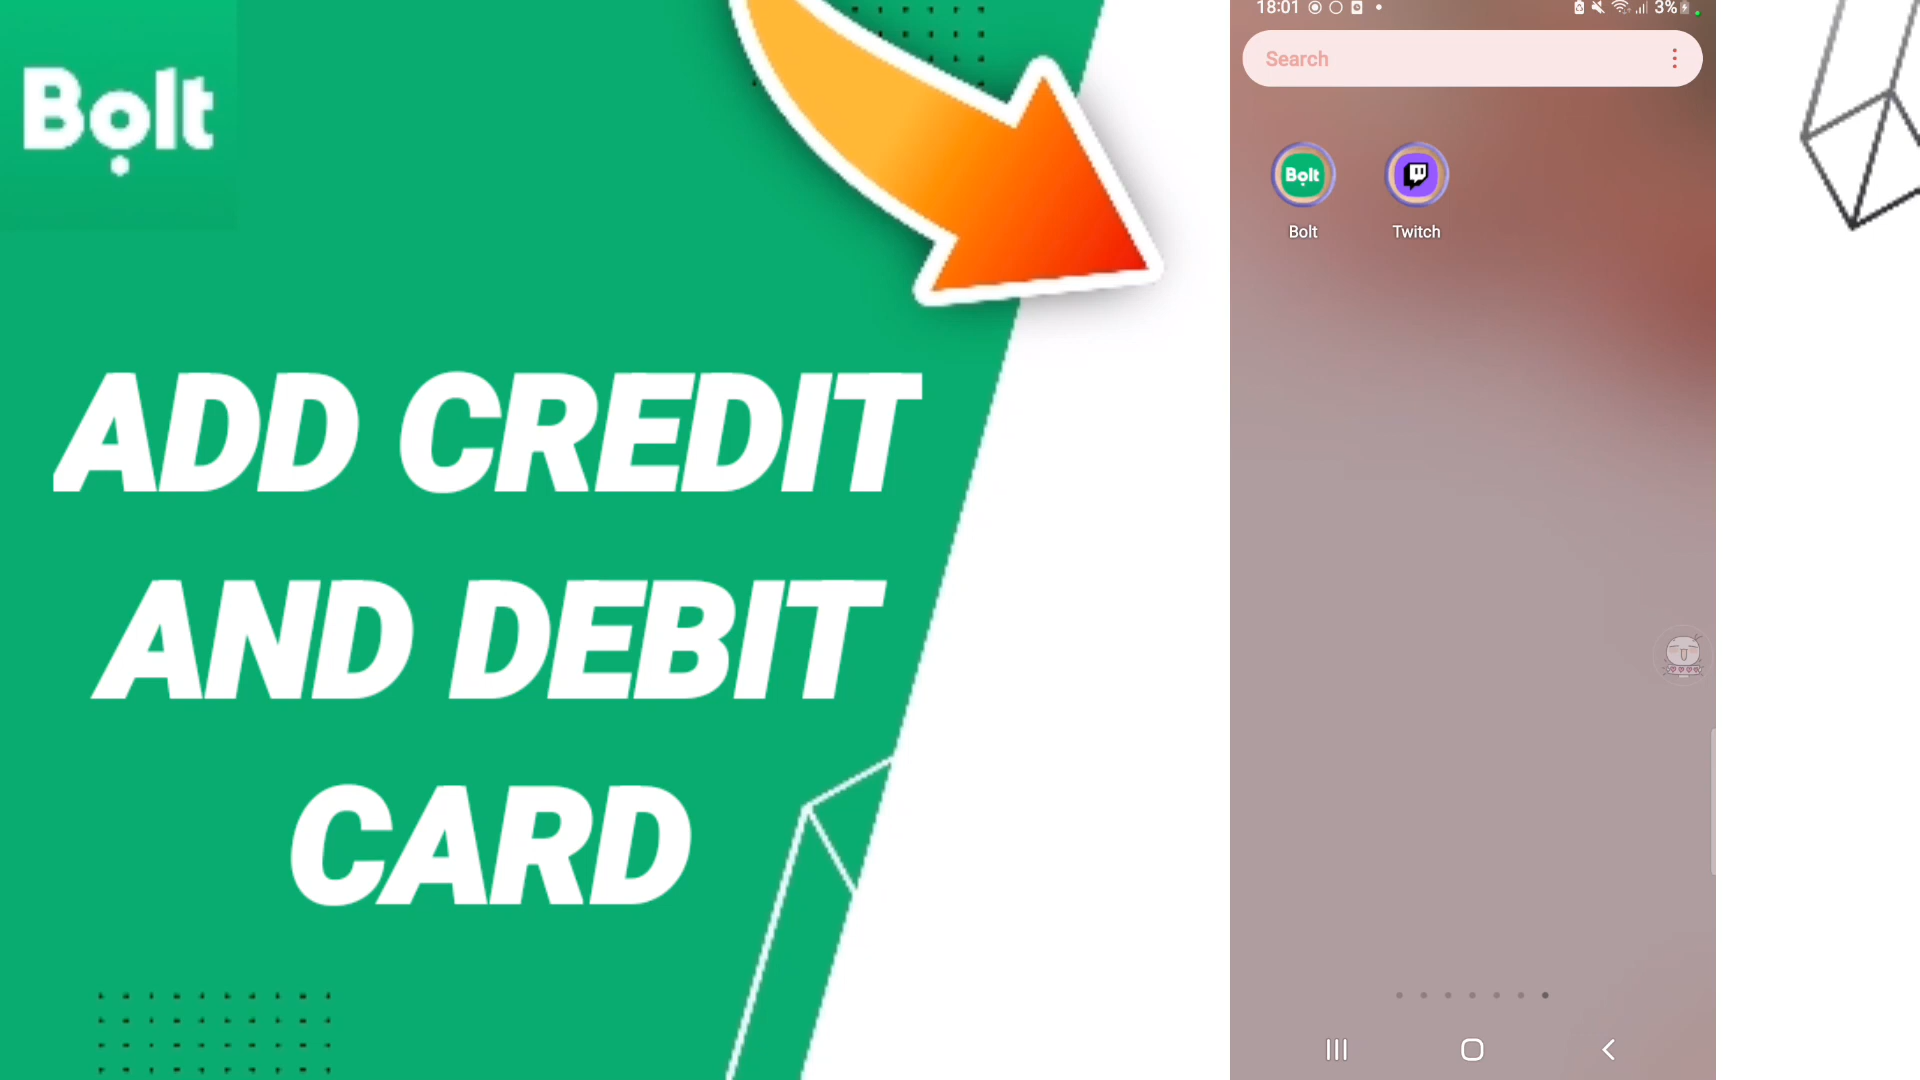 Bolt
ADD CREDIT
AND DEBIT
CARD
18:01
3%
Search
Bolt
Bolt
Twitch